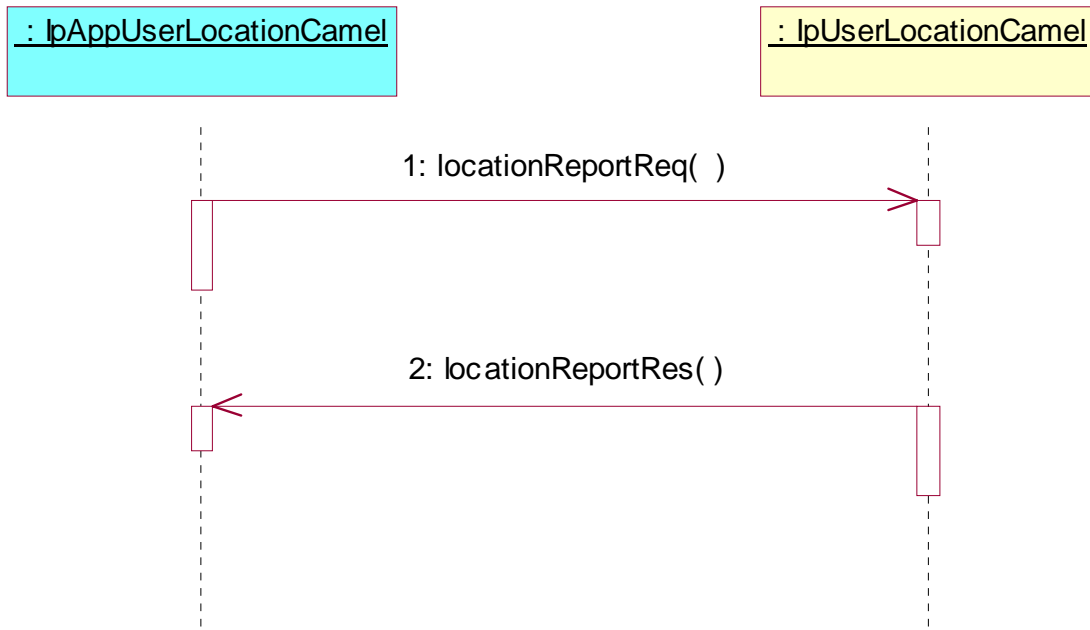 : IpAppUserLocationCamel
: IpUserLocationCamel
1: locationReportReq( )
2: locationReportRes( )